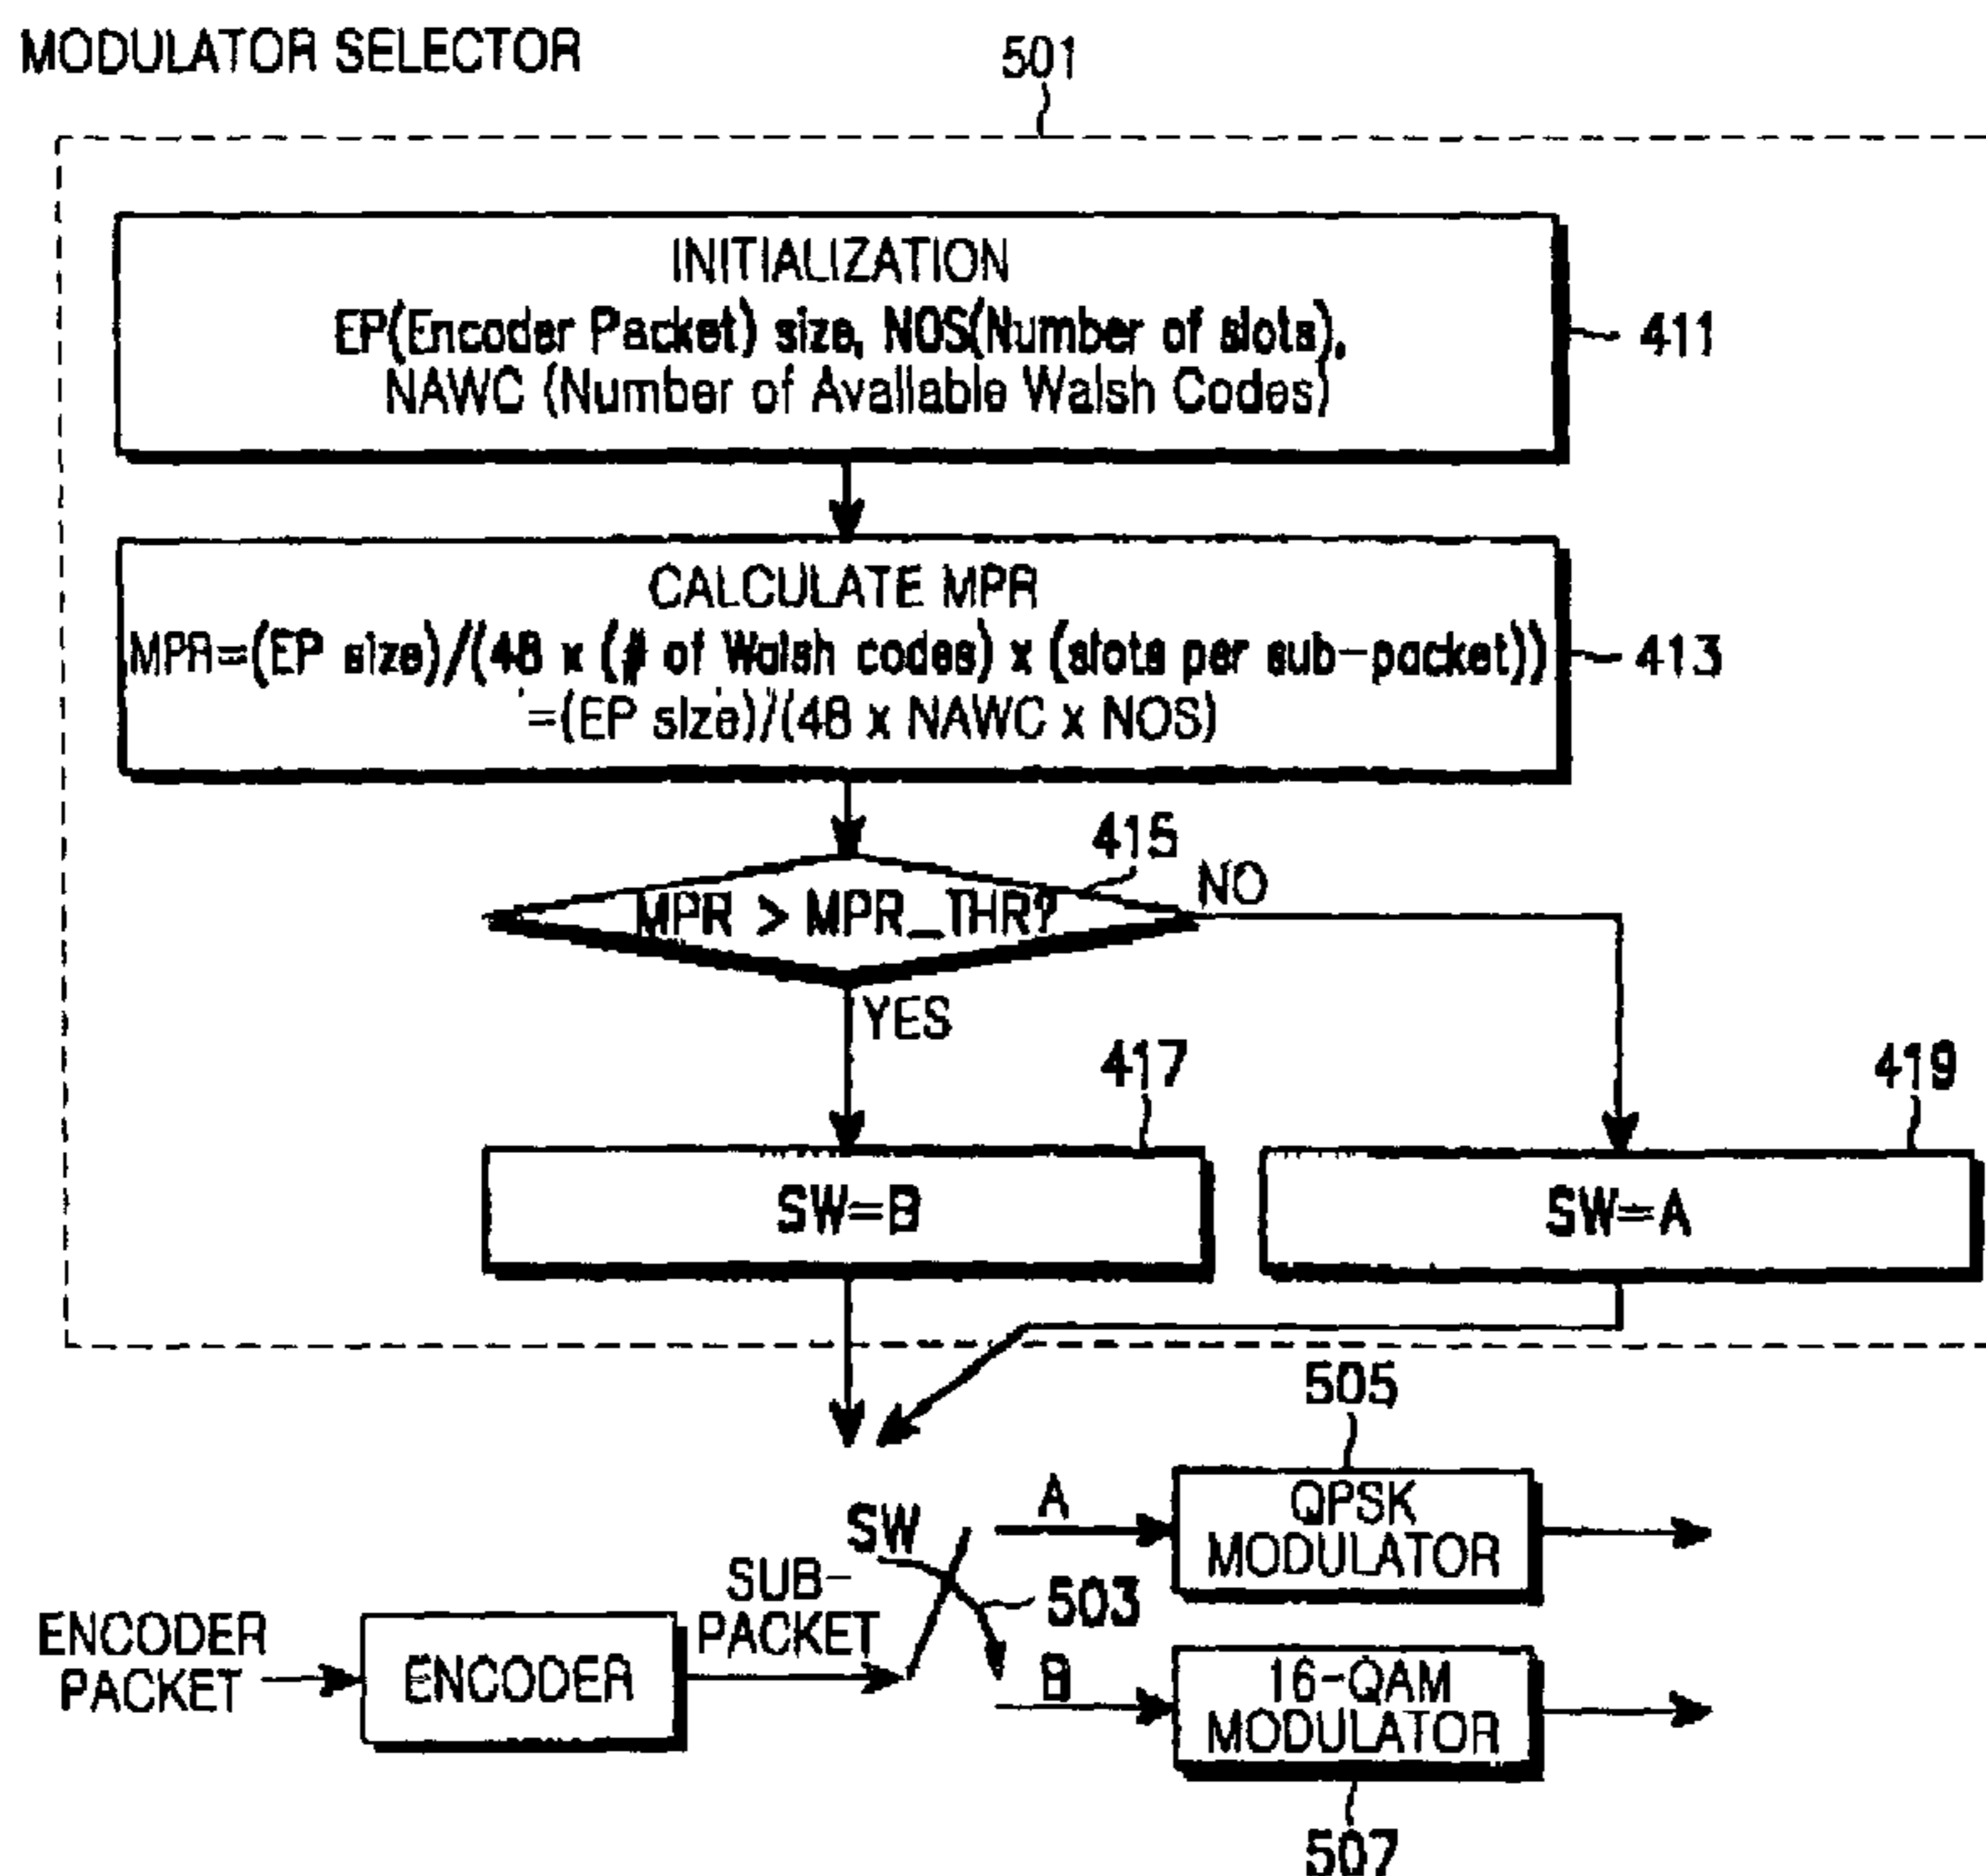 MODULATOR SELECTOR
501
INITIALIZATION
EP(Encoder Packet) size, NOS(Number of slots),
NAWC (Number of Available Walsh Codes)
411
CALCULATE MPR
MPR=(EP size)/(48 x (# of Walsh codes) x (slots per sub-packet))
=(EP size)/(48 x NAWC x NOS)
413
415
MPR > MPR_THR?
NO
YES
417
419
SW=B
SW=A
505
SW
A
QPSK
MODULATOR
SUB-
PACKET
503
ENCODER
PACKET
ENCODER
B
16-QAM
MODULATOR
507